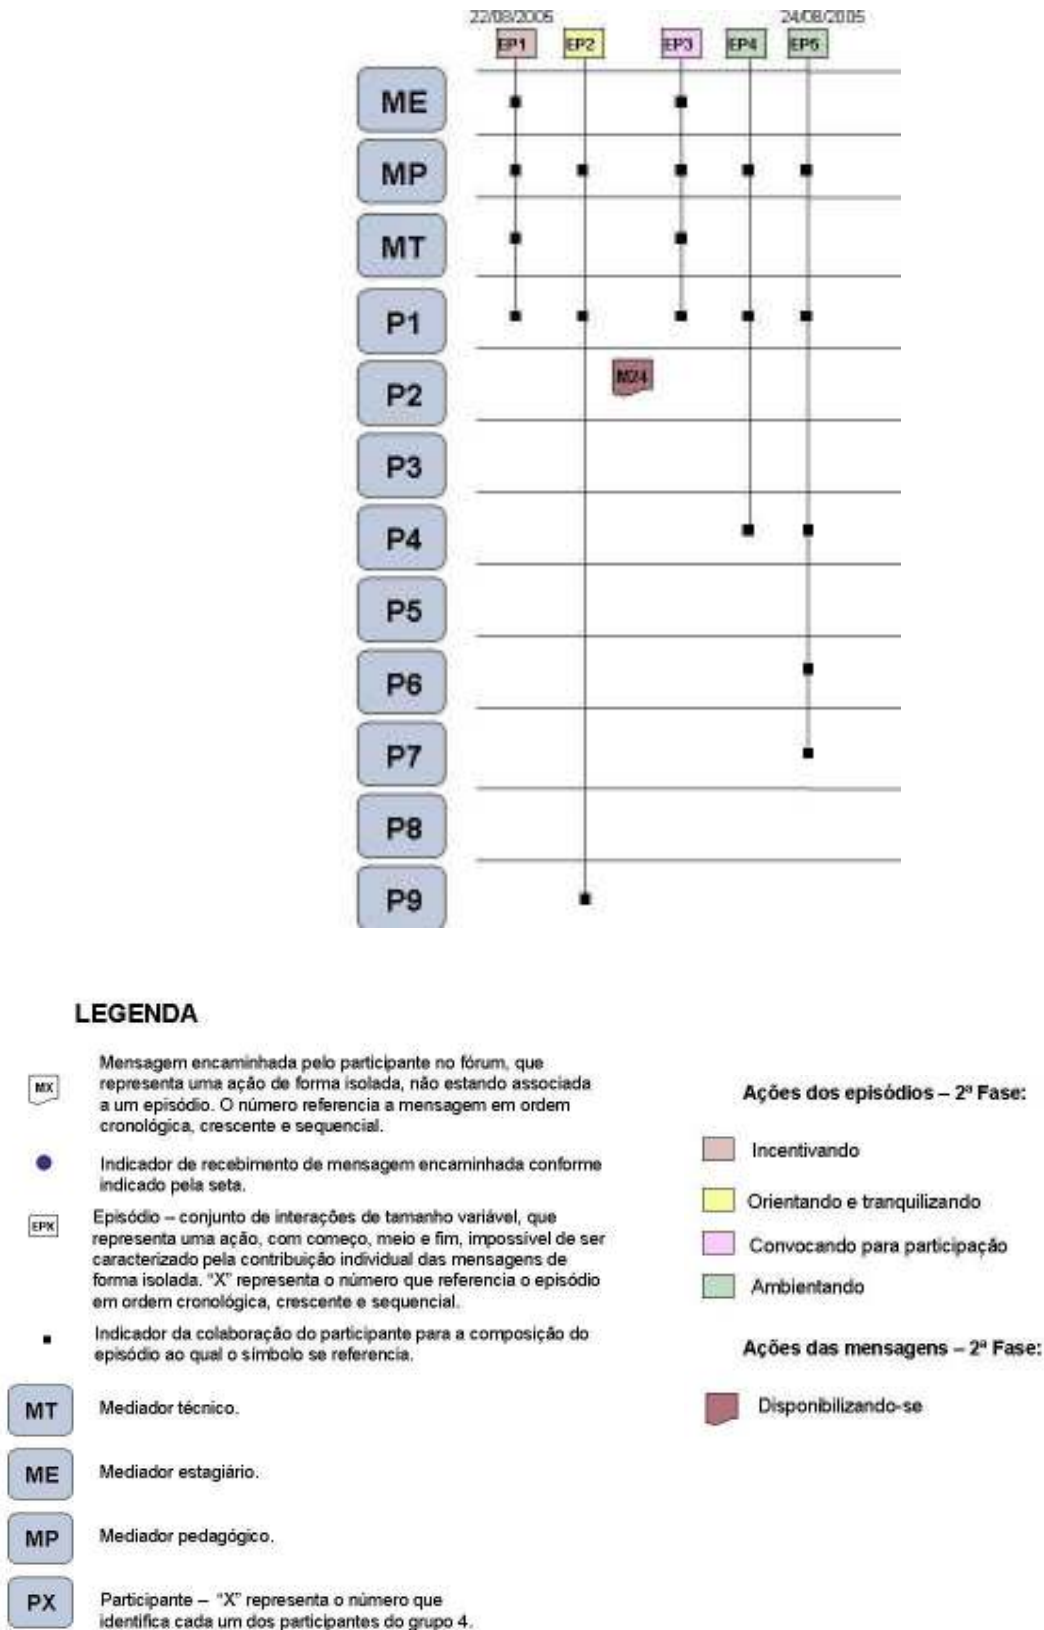 22/08/2005 24/08/2005
EP1 EP2 EP3 EP4 EP5
ME
MP
MT
P1
M24
P2
P3
P4
P5
P6
P7
P8
P9
LEGENDA
MX
Mensagem encaminhada pelo participante no fórum, que
representa uma ação de forma isolada, não estando associada
a um episódio. O número referencia a mensagem em ordem
cronológica, crescente e sequencial.
Indicador de recebimento de mensagem encaminhada conforme
indicado pela seta.
EPX
Episódio – conjunto de interações de tamanho variável, que
representa uma ação, com começo, meio e fim, impossível de ser
caracterizado pela contribuição individual das mensagens de
forma isolada. “X” representa o número que referencia o episódio
em ordem cronológica, crescente e sequencial.
Indicador da colaboração do participante para a composição do
episódio ao qual o símbolo se referencia.
MT Mediador técnico.
ME Mediador estagiário.
MP Mediador pedagógico.
PX Participante – “X” representa o número que
identifica cada um dos participantes do grupo 4.
Ações dos episódios – 2ª Fase:
Incentivando
Orientando e tranquilizando
Convocando para participação
Ambientando
Ações das mensagens – 2ª Fase:
Disponibilizando-se